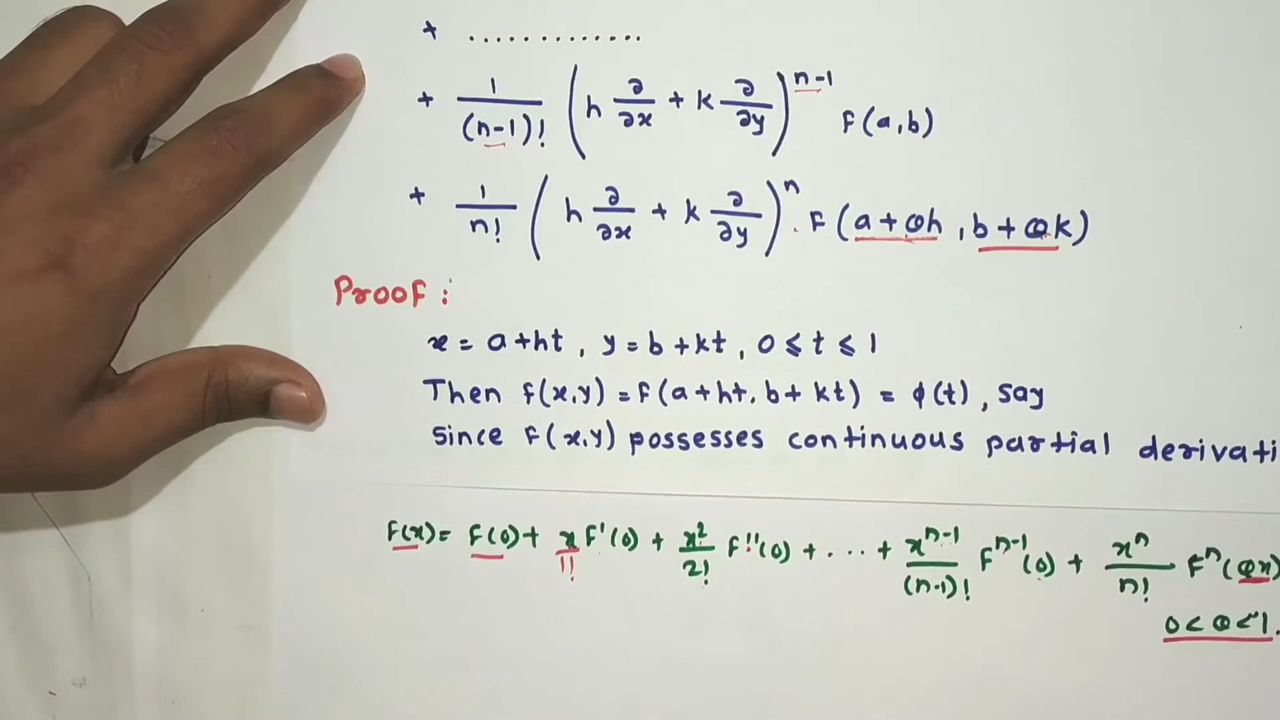 + .............
+ 1/(n-1)! (h ∂/∂x + k ∂/∂y)^(n-1) F(a,b)
+ 1/n! (h ∂/∂x + k ∂/∂y)^n . F(a+θh, b+θk)
Proof:
x = a+ht, y = b+kt, 0 ≤ t ≤ 1
Then f(x,y) = F(a+ht, b+kt) = ϕ(t), say
since F(x,y) possesses continuous partial derivati
F(x) = F(0) + x/1! F'(0) + x²/2! F''(0) + ... + x^(n-1)/(n-1)! F^(n-1)(0) + x^n/n! F^n(θx)
0<θ<1.